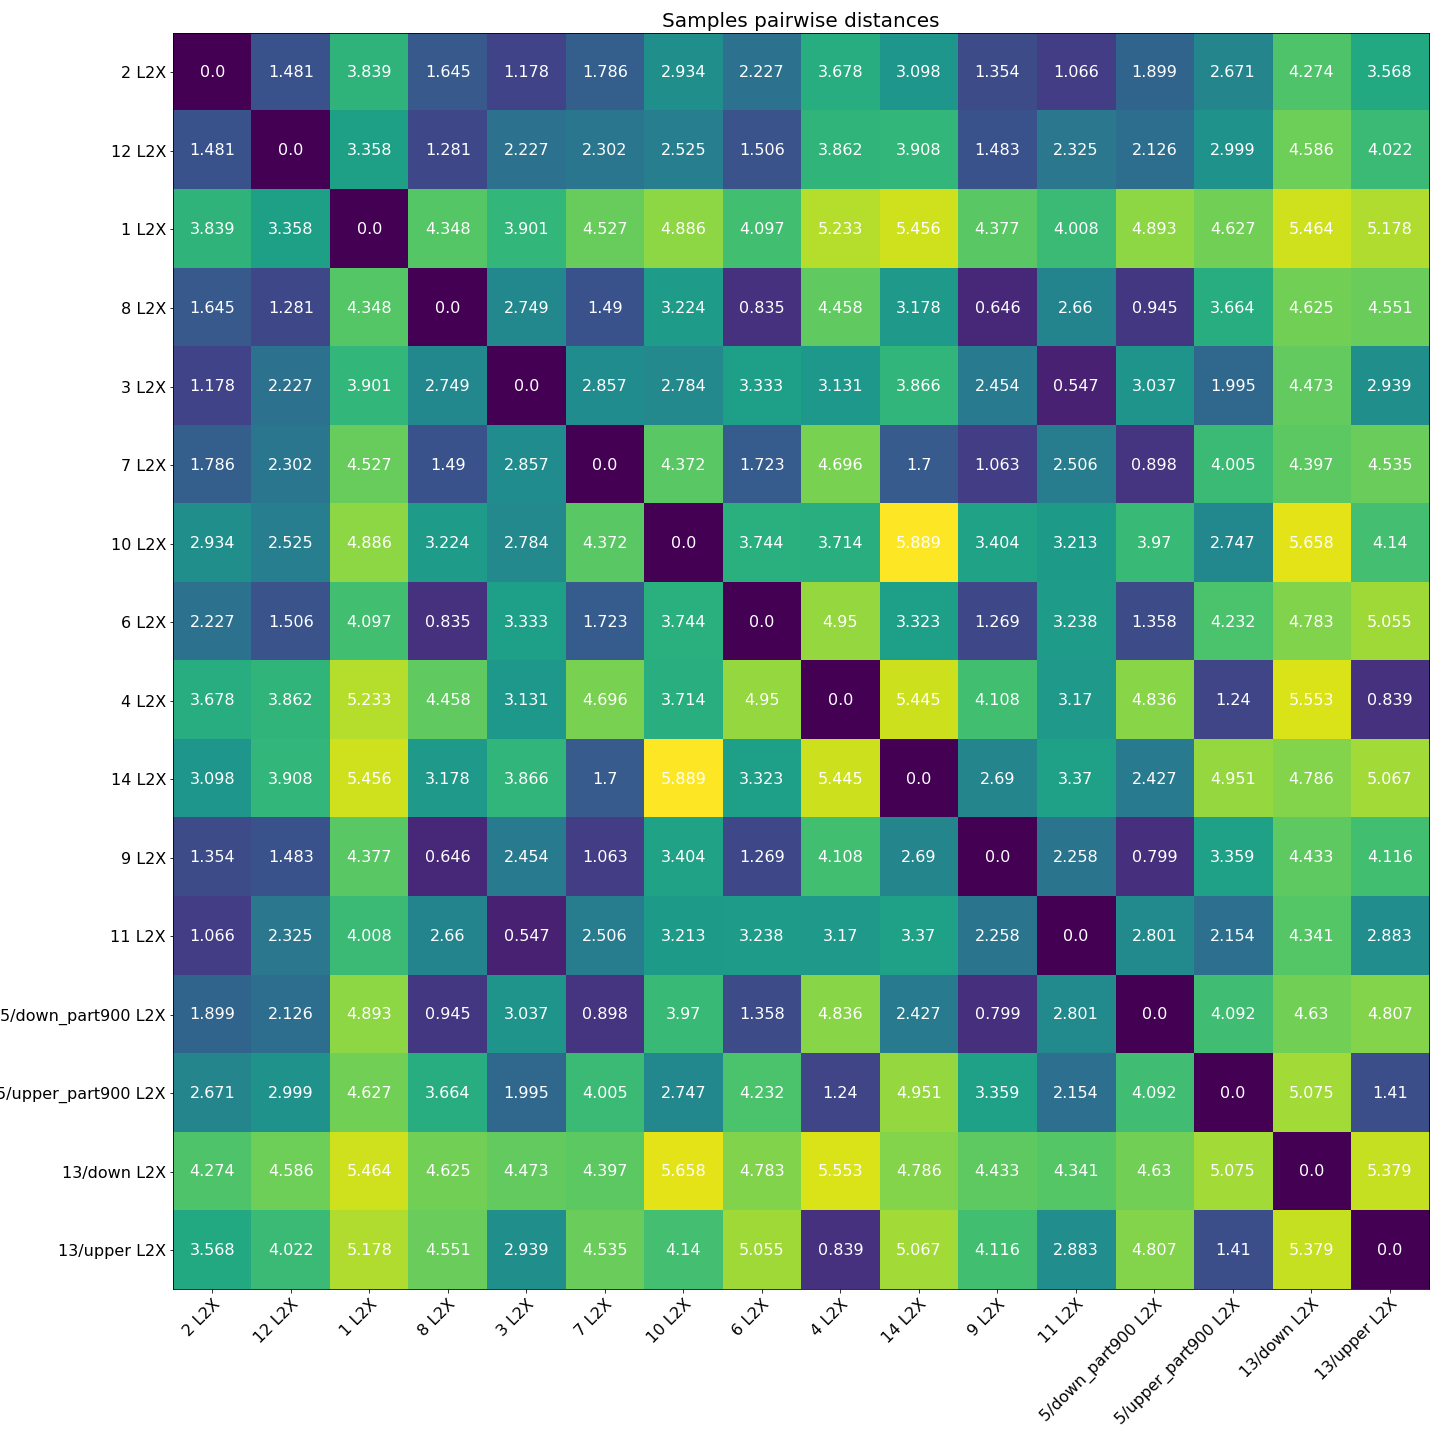 Samples pairwise distances
2 L2X 0.0 1.481 3.839 1.645 1.178 1.786 2.934 2.227 3.678 3.098 1.354 1.066 1.899 2.671 4.274 3.568
12 L2X 1.481 0.0 3.358 1.281 2.227 2.302 2.525 1.506 3.862 3.908 1.483 2.325 2.126 2.999 4.586 4.022
1 L2X 3.839 3.358 0.0 4.348 3.901 4.527 4.886 4.097 5.233 5.456 4.377 4.008 4.893 4.627 5.464 5.178
8 L2X 1.645 1.281 4.348 0.0 2.749 1.49 3.224 0.835 4.458 3.178 0.646 2.66 0.945 3.664 4.625 4.551
3 L2X 1.178 2.227 3.901 2.749 0.0 2.857 2.784 3.333 3.131 3.866 2.454 0.547 3.037 1.995 4.473 2.939
7 L2X 1.786 2.302 4.527 1.49 2.857 0.0 4.372 1.723 4.696 1.7 1.063 2.506 0.898 4.005 4.397 4.535
10 L2X 2.934 2.525 4.886 3.224 2.784 4.372 0.0 3.744 3.714 5.889 3.404 3.213 3.97 2.747 5.658 4.14
6 L2X 2.227 1.506 4.097 0.835 3.333 1.723 3.744 0.0 4.95 3.323 1.269 3.238 1.358 4.232 4.783 5.055
4 L2X 3.678 3.862 5.233 4.458 3.131 4.696 3.714 4.95 0.0 5.445 4.108 3.17 4.836 1.24 5.553 0.839
14 L2X 3.098 3.908 5.456 3.178 3.866 1.7 5.889 3.323 5.445 0.0 2.69 3.37 2.427 4.951 4.786 5.067
9 L2X 1.354 1.483 4.377 0.646 2.454 1.063 3.404 1.269 4.108 2.69 0.0 2.258 0.799 3.359 4.433 4.116
11 L2X 1.066 2.325 4.008 2.66 0.547 2.506 3.213 3.238 3.17 3.37 2.258 0.0 2.801 2.154 4.341 2.883
5/down_part900 L2X 1.899 2.126 4.893 0.945 3.037 0.898 3.97 1.358 4.836 2.427 0.799 2.801 0.0 4.092 4.63 4.807
5/upper_part900 L2X 2.671 2.999 4.627 3.664 1.995 4.005 2.747 4.232 1.24 4.951 3.359 2.154 4.092 0.0 5.075 1.41
13/down L2X 4.274 4.586 5.464 4.625 4.473 4.397 5.658 4.783 5.553 4.786 4.433 4.341 4.63 5.075 0.0 5.379
13/upper L2X 3.568 4.022 5.178 4.551 2.939 4.535 4.14 5.055 0.839 5.067 4.116 2.883 4.807 1.41 5.379 0.0
2 L2X 12 L2X 1 L2X 8 L2X 3 L2X 7 L2X 10 L2X 6 L2X 4 L2X 14 L2X 9 L2X 11 L2X 5/down_part900 L2X 5/upper_part900 L2X 13/down L2X 13/upper L2X